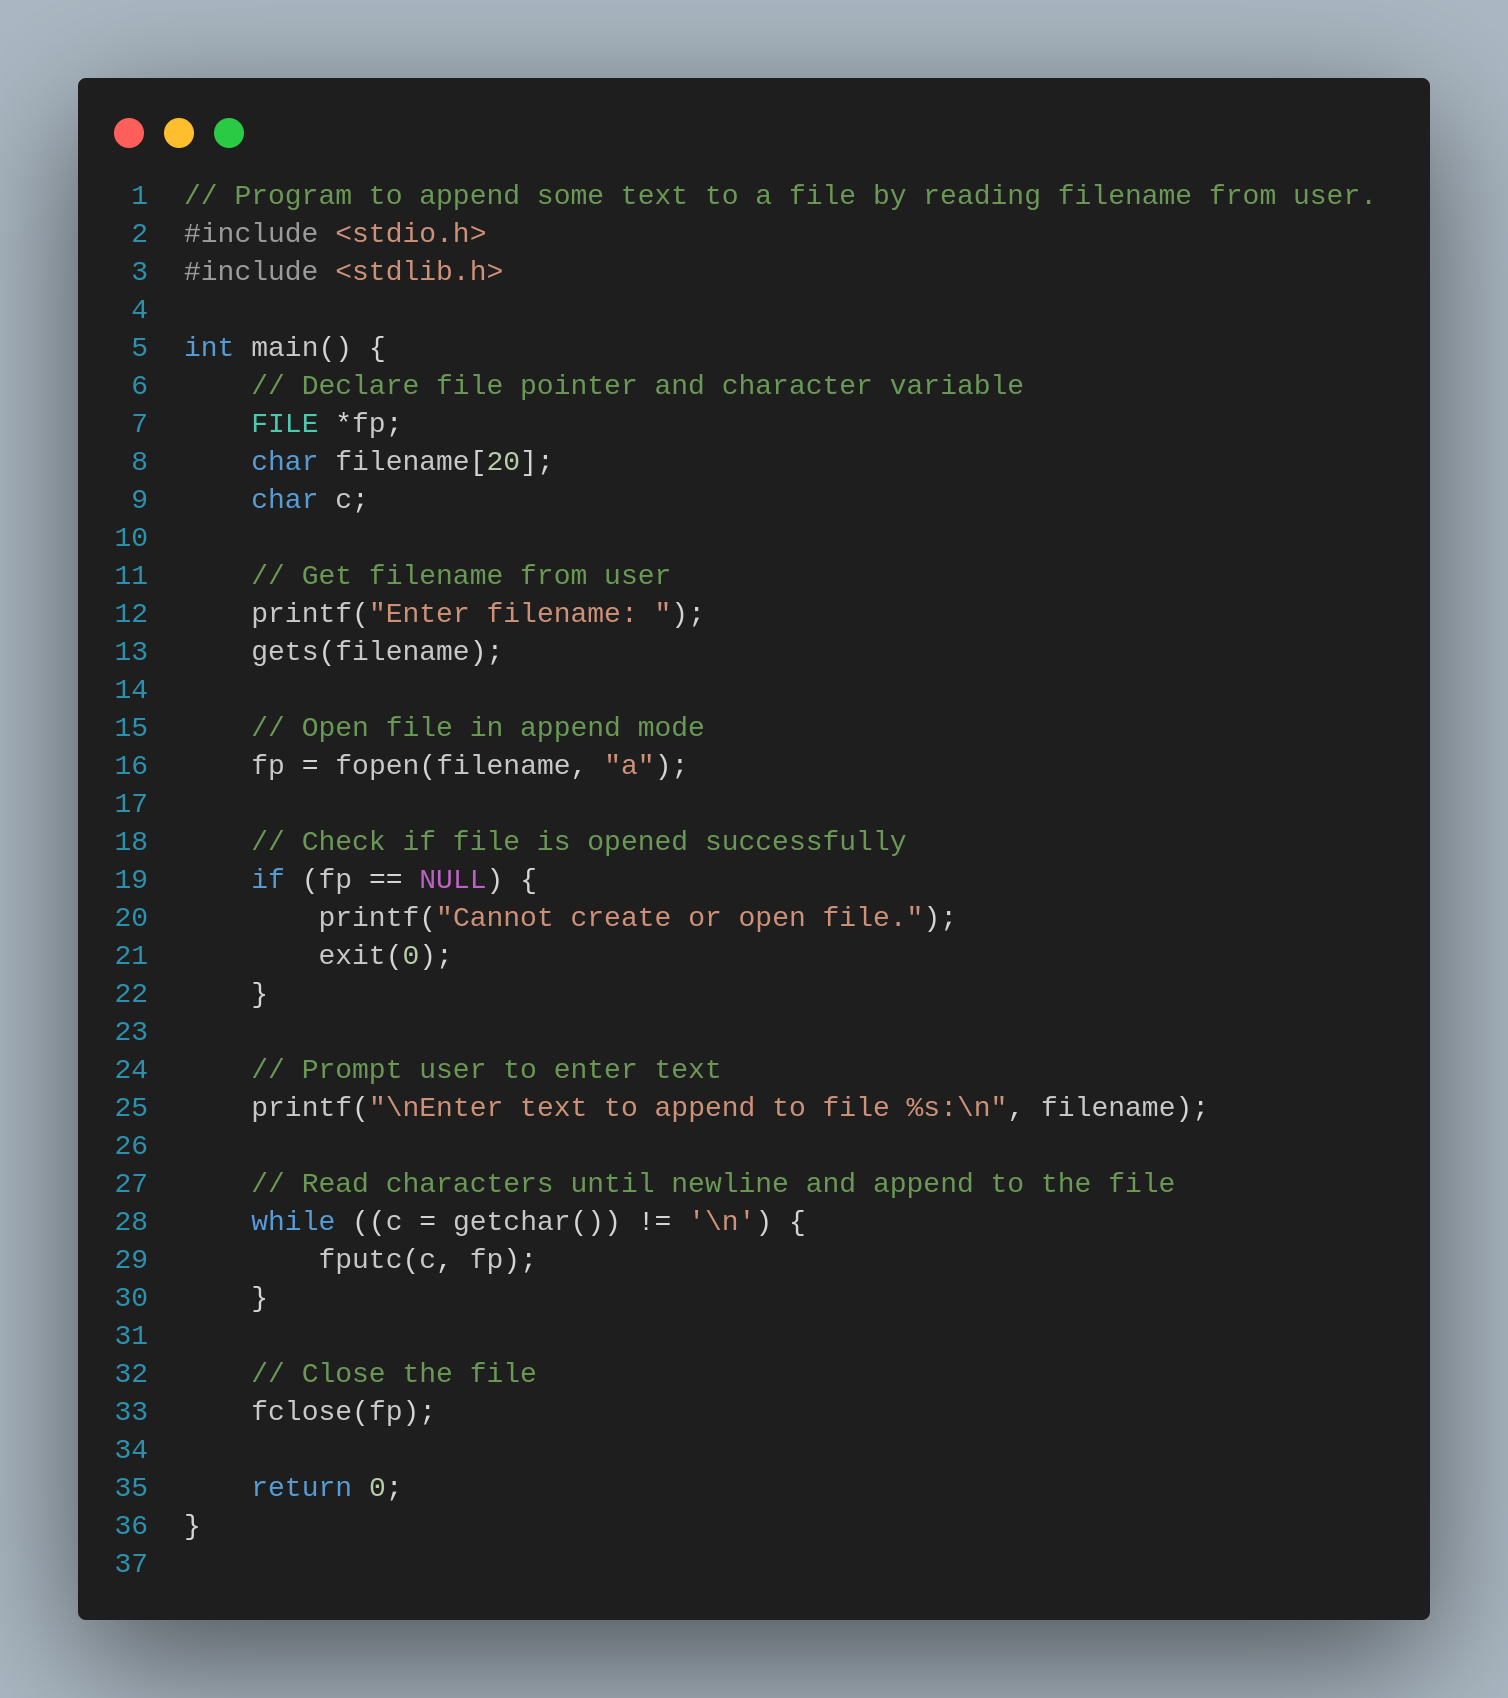 1 // Program to append some text to a file by reading filename from user.
2 #include <stdio.h>
3 #include <stdlib.h>
4
5 int main() {
6     // Declare file pointer and character variable
7     FILE *fp;
8     char filename[20];
9     char c;
10
11     // Get filename from user
12     printf("Enter filename: ");
13     gets(filename);
14
15     // Open file in append mode
16     fp = fopen(filename, "a");
17
18     // Check if file is opened successfully
19     if (fp == NULL) {
20         printf("Cannot create or open file.");
21         exit(0);
22     }
23
24     // Prompt user to enter text
25     printf("\nEnter text to append to file %s:\n", filename);
26
27     // Read characters until newline and append to the file
28     while ((c = getchar()) != '\n') {
29         fputc(c, fp);
30     }
31
32     // Close the file
33     fclose(fp);
34
35     return 0;
36 }
37